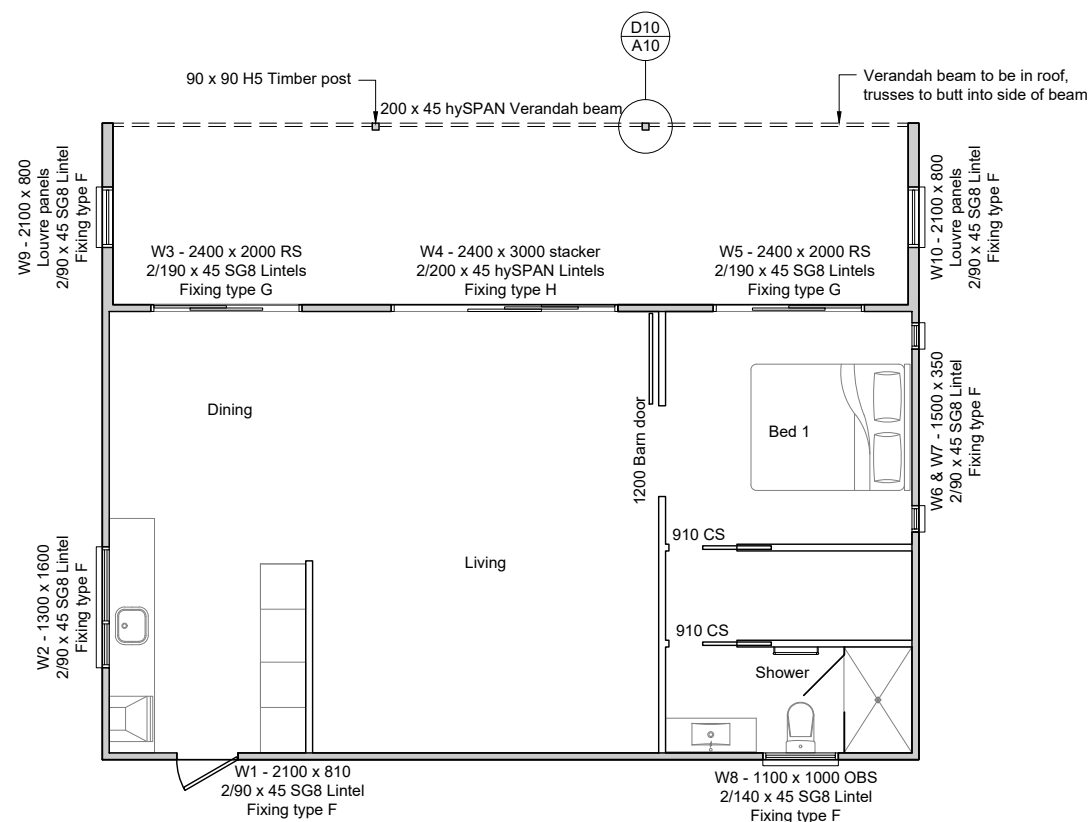 D10
A10
90 x 90 H5 Timber post
200 x 45 hySPAN Verandah beam
Verandah beam to be in roof,
trusses to butt into side of beam
W9 - 2100 x 800
Louvre panels
2/90 x 45 SG8 Lintel
Fixing type F
W3 - 2400 x 2000 RS
2/190 x 45 SG8 Lintels
Fixing type G
W4 - 2400 x 3000 stacker
2/200 x 45 hySPAN Lintels
Fixing type H
W5 - 2400 x 2000 RS
2/190 x 45 SG8 Lintels
Fixing type G
W10 - 2100 x 800
Louvre panels
2/90 x 45 SG8 Lintel
Fixing type F
Dining
1200 Barn door
Bed 1
W6 & W7 - 1500 x 350
2/90 x 45 SG8 Lintel
Fixing type F
910 CS
Living
W2 - 1300 x 1600
2/90 x 45 SG8 Lintel
Fixing type F
910 CS
Shower
W1 - 2100 x 810
2/90 x 45 SG8 Lintel
Fixing type F
W8 - 1100 x 1000 OBS
2/140 x 45 SG8 Lintel
Fixing type F